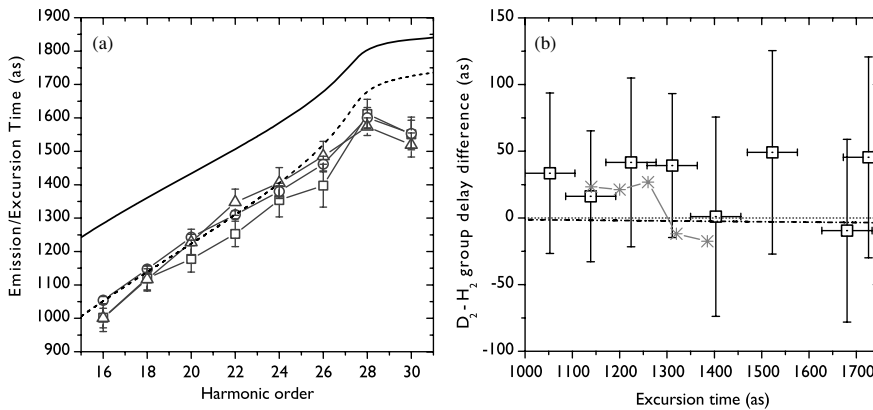 (a)
Emission/Excursion Time (as)
1900
1800
1700
1600
1500
1400
1300
1200
1100
1000
900
16 18 20 22 24 26 28 30
Harmonic order
(b)
D₂ - H₂ group delay difference (as)
150
100
50
0
-50
-100
1000 1100 1200 1300 1400 1500 1600 1700
Excursion time (as)